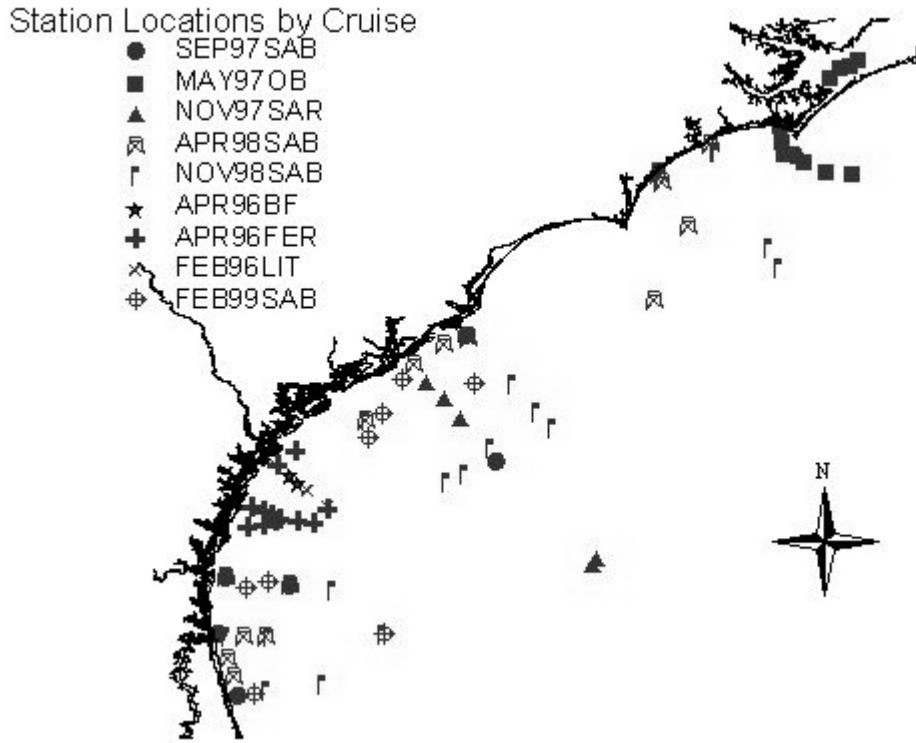 Station Locations by Cruise
SEP97SAB
MAY97OB
NOV97SAR
APR98SAB
NOV98SAB
APR96BF
APR96FER
FEB96LIT
FEB99SAB
N